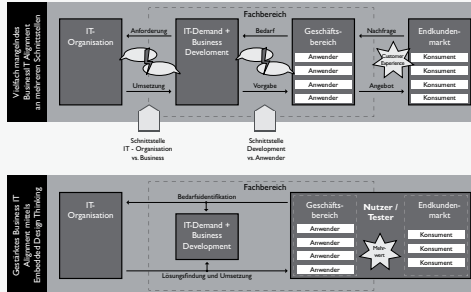 Vielfach mangelndes
Business IT Alignment
an mehreren Schnittstellen
Fachbereich
IT-
Organisation
Anforderung
Umsetzung
IT-Demand +
Business
Develoment
Bedarf
Vorgabe
Geschäfts-
bereich
Anwender
Anwender
Anwender
Anwender
Nachfrage
Customer
Experience
Angebot
Endkunden-
markt
Konsument
Konsument
Konsument
Konsument
Schnittstelle
IT - Organisation
vs. Business
Schnittstelle
Development
vs. Anwender
Gestärktes Business IT
Alignment mittels
Embedded Design Thinking
Fachbereich
IT-
Organisation
Bedarfsidentifikation
IT-Demand +
Business
Development
Lösungsfindung und Umsetzung
Geschäfts-
bereich
Anwender
Anwender
Anwender
Anwender
Nutzer /
Tester
Mehr-
wert
Endkunden-
markt
Konsument
Konsument
Konsument